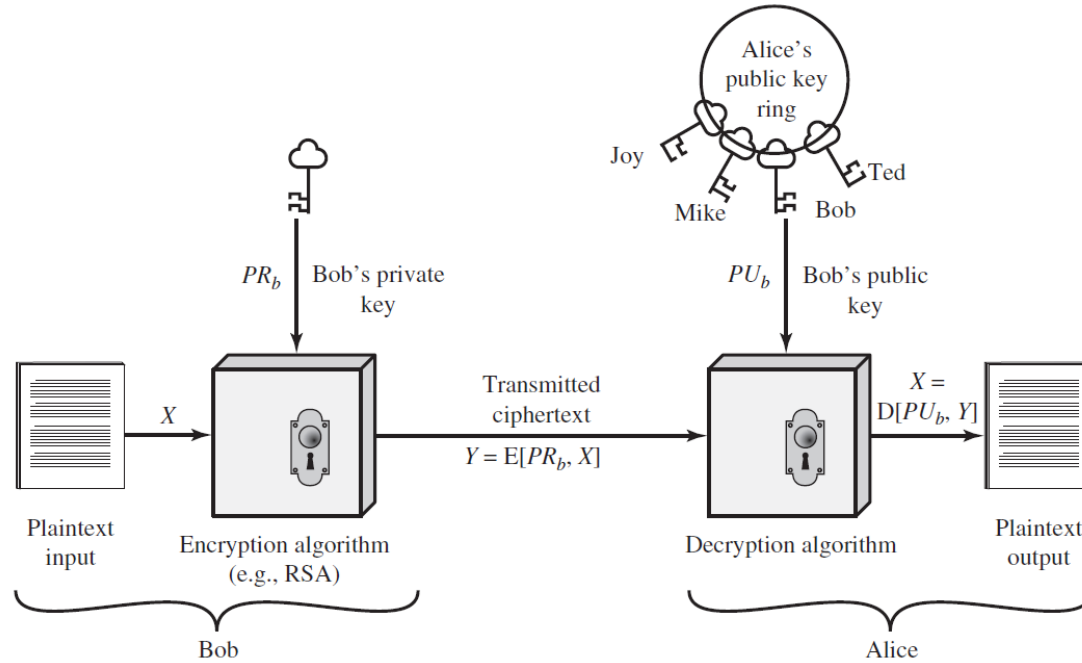 Alice's
public key
ring
Joy
Mike
Bob
Ted
PR_b
Bob's private
key
PU_b
Bob's public
key
X
Transmitted
ciphertext
Y = E[PR_b, X]
X =
D[PU_b, Y]
Plaintext
input
Encryption algorithm
(e.g., RSA)
Decryption algorithm
Plaintext
output
Bob
Alice